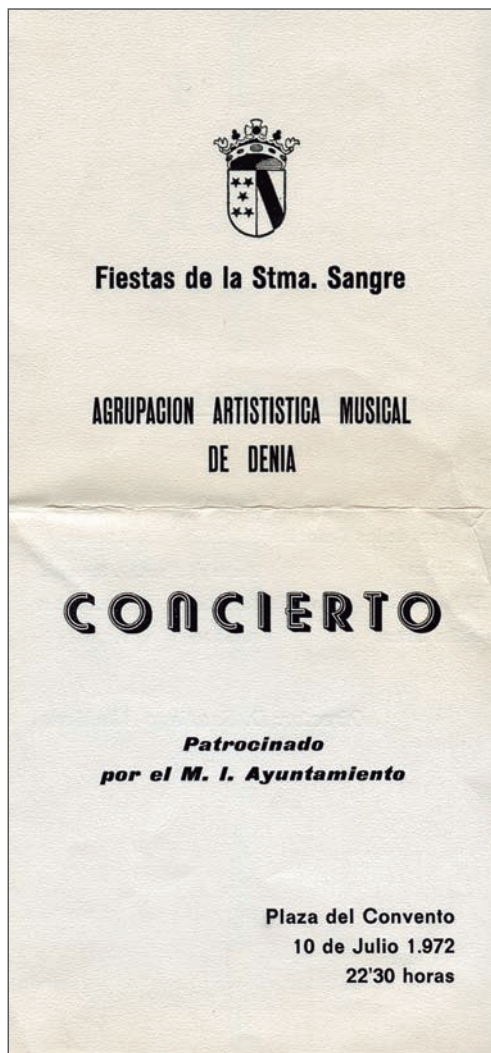 Fiestas de la Stma. Sangre
AGRUPACION ARTISTISTICA MUSICAL
DE DENIA
CONCIERTO
Patrocinado
por el M. I. Ayuntamiento
Plaza del Convento
10 de Julio 1.972
22'30 horas